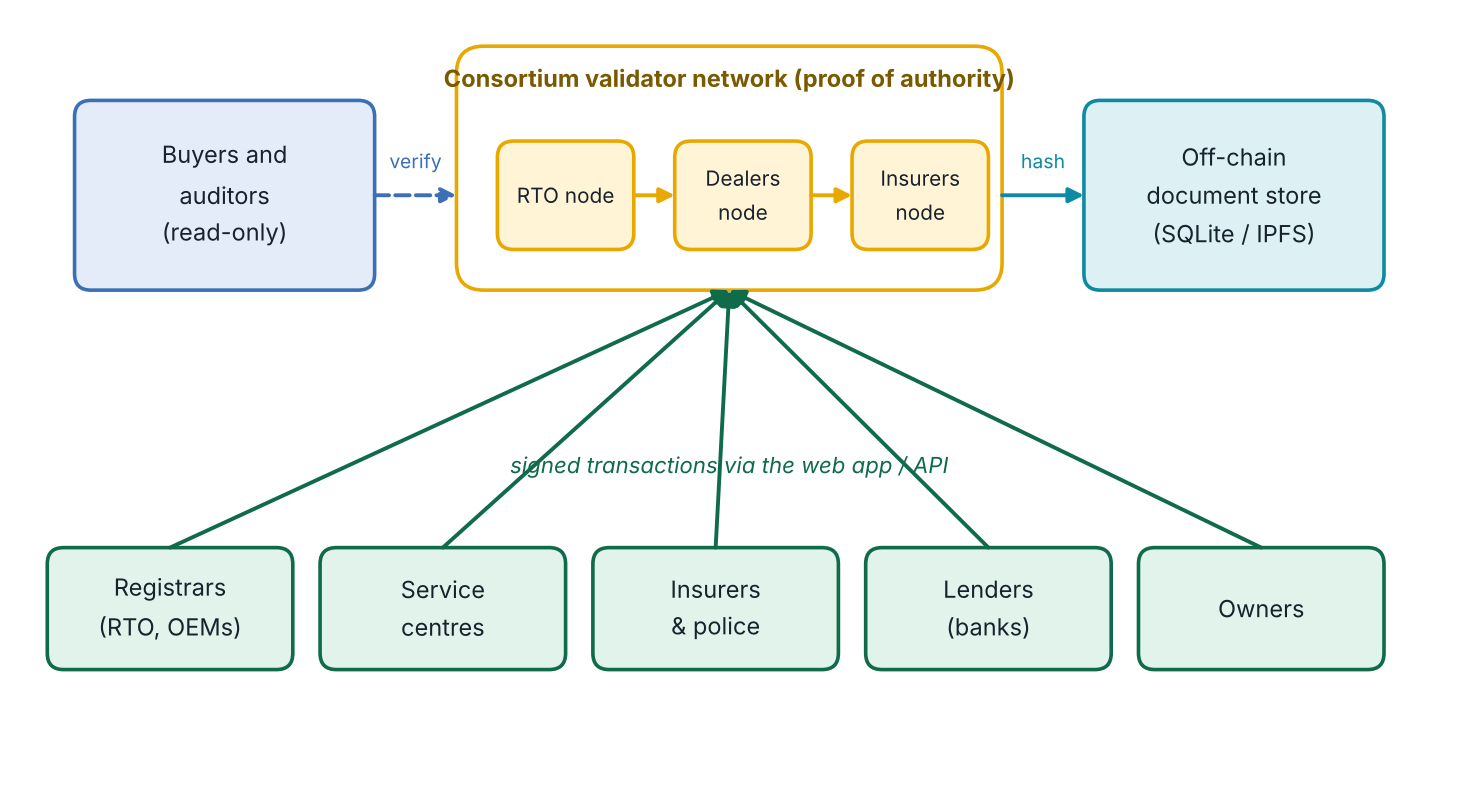 Consortium validator network (proof of authority)
Buyers and
auditors
(read-only)
verify
RTO node
Dealers
node
Insurers
node
hash
Off-chain
document store
(SQLite / IPFS)
signed transactions via the web app / API
Registrars
(RTO, OEMs)
Service
centres
Insurers
& police
Lenders
(banks)
Owners